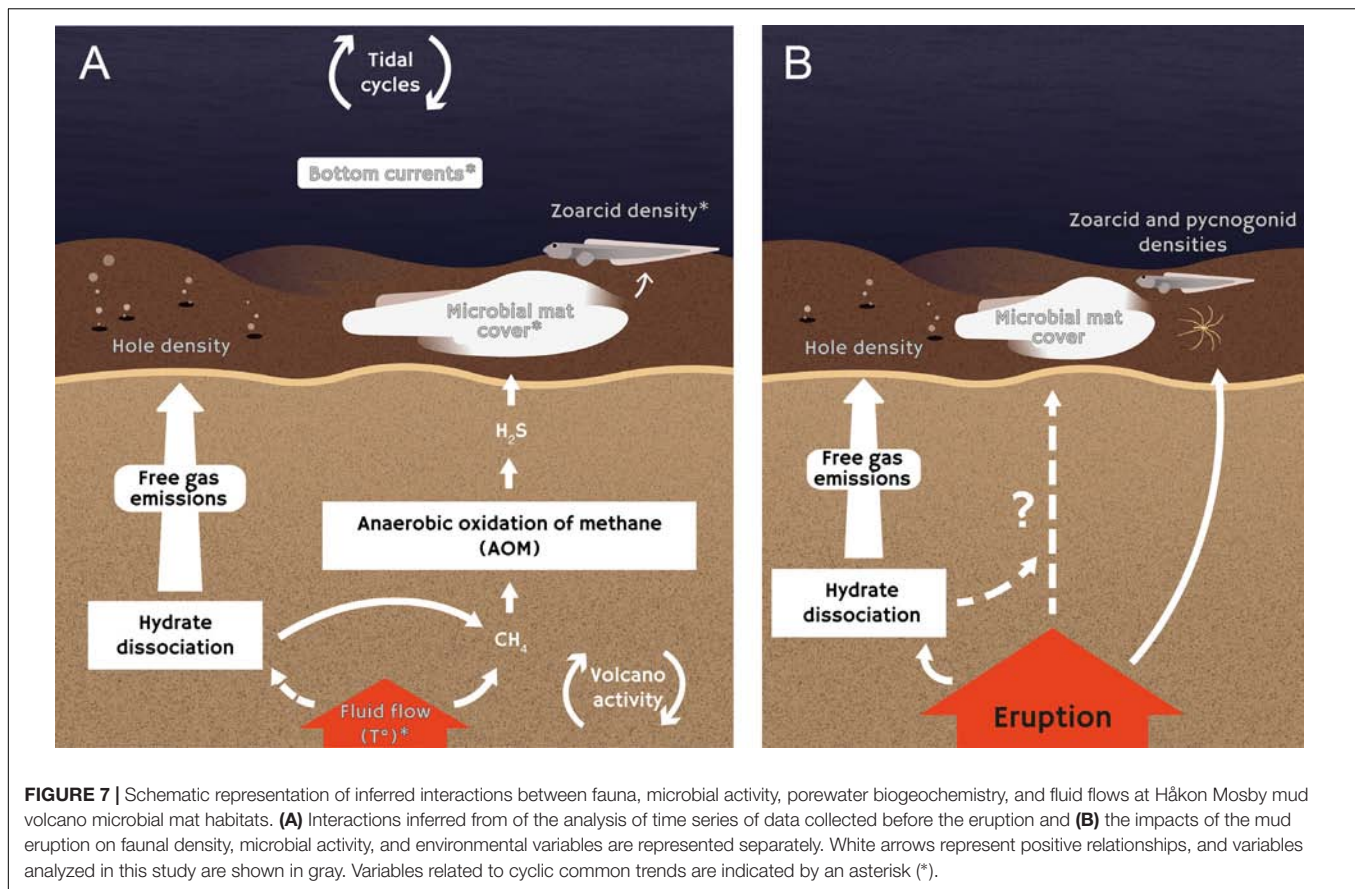 A
Tidal
cycles
Bottom currents*
Zoarcid density*
Microbial mat
cover*
Hole density
Free gas
emissions
H₂S
Anaerobic oxidation of methane
(AOM)
Hydrate
dissociation
CH₄
Volcano
activity
Fluid flow
(T°)*
B
Zoarcid and pycnogonid
densities
Microbial mat
cover
Hole density
Free gas
emissions
?
Hydrate
dissociation
Eruption
FIGURE 7 | Schematic representation of inferred interactions between fauna, microbial activity, porewater biogeochemistry, and fluid flows at Håkon Mosby mud
volcano microbial mat habitats. (A) Interactions inferred from of the analysis of time series of data collected before the eruption and (B) the impacts of the mud
eruption on faunal density, microbial activity, and environmental variables are represented separately. White arrows represent positive relationships, and variables
analyzed in this study are shown in gray. Variables related to cyclic common trends are indicated by an asterisk (*).